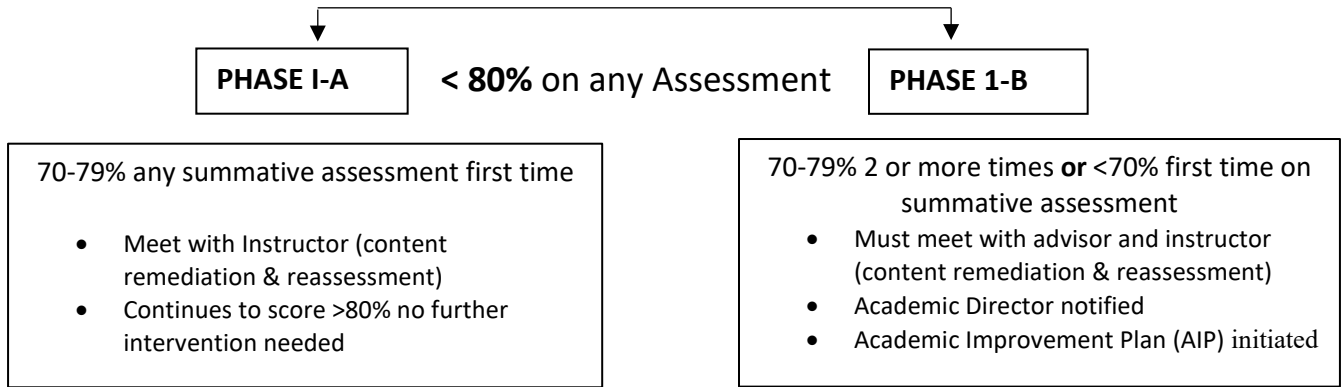 PHASE I-A
< 80% on any Assessment
PHASE 1-B
70-79% any summative assessment first time
• Meet with Instructor (content
remediation & reassessment)
• Continues to score >80% no further
intervention needed
70-79% 2 or more times or <70% first time on
summative assessment
• Must meet with advisor and instructor
(content remediation & reassessment)
• Academic Director notified
• Academic Improvement Plan (AIP) initiated